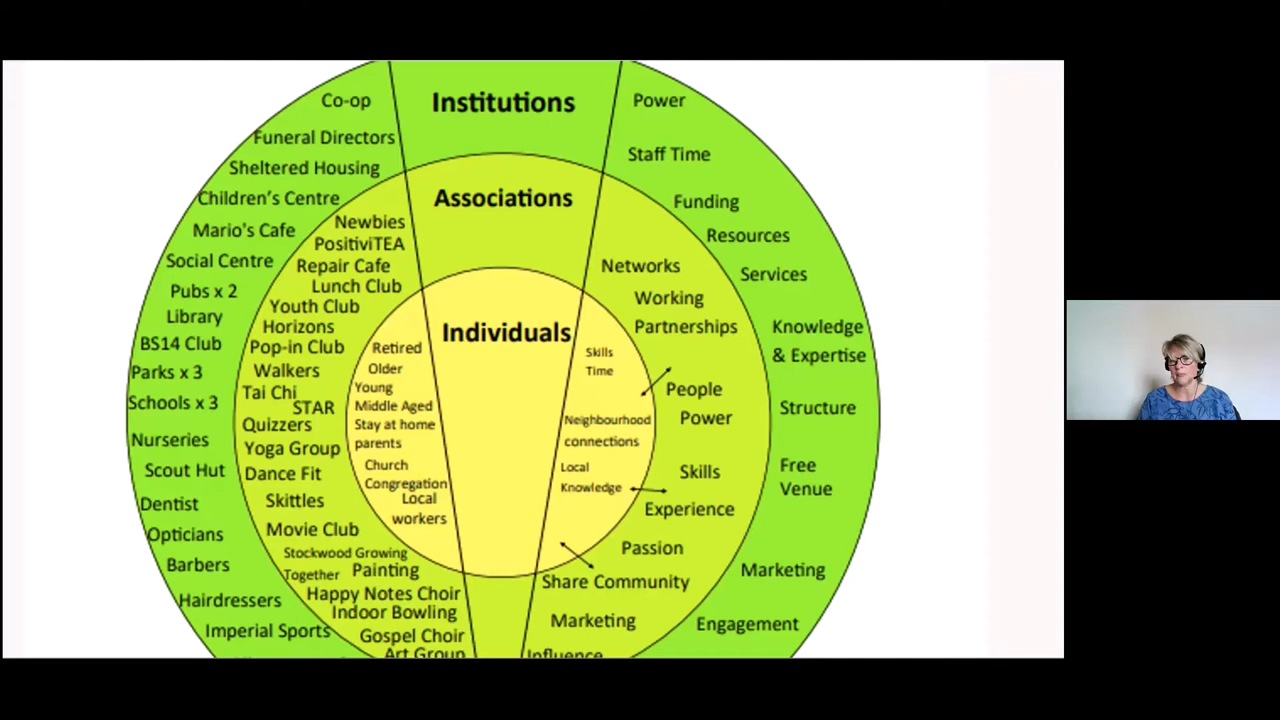 Institutions
Co-op
Funeral Directors
Sheltered Housing
Children's Centre
Mario's Cafe
Social Centre
Pubs x 2
Library
BS14 Club
Parks x 3
Schools x 3
Nurseries
Scout Hut
Dentist
Opticians
Barbers
Hairdressers
Imperial Sports
Power
Staff Time
Funding
Resources
Services
Knowledge
& Expertise
Structure
Free
Venue
Marketing
Engagement
Associations
Newbies
PositiviTEA
Repair Cafe
Lunch Club
Youth Club
Horizons
Pop-in Club
Walkers
Tai Chi
STAR
Quizzers
Yoga Group
Dance Fit
Skittles
Movie Club
Stockwood Growing
Together
Painting
Happy Notes Choir
Indoor Bowling
Gospel Choir
Art Group
Networks
Working
Partnerships
People
Power
Skills
Experience
Passion
Share Community
Marketing
Influence
Individuals
Retired
Older
Young
Middle Aged
Stay at home
parents
Church
Congregation
Local
workers
Skills
Time
Neighbourhood
connections
Local
Knowledge